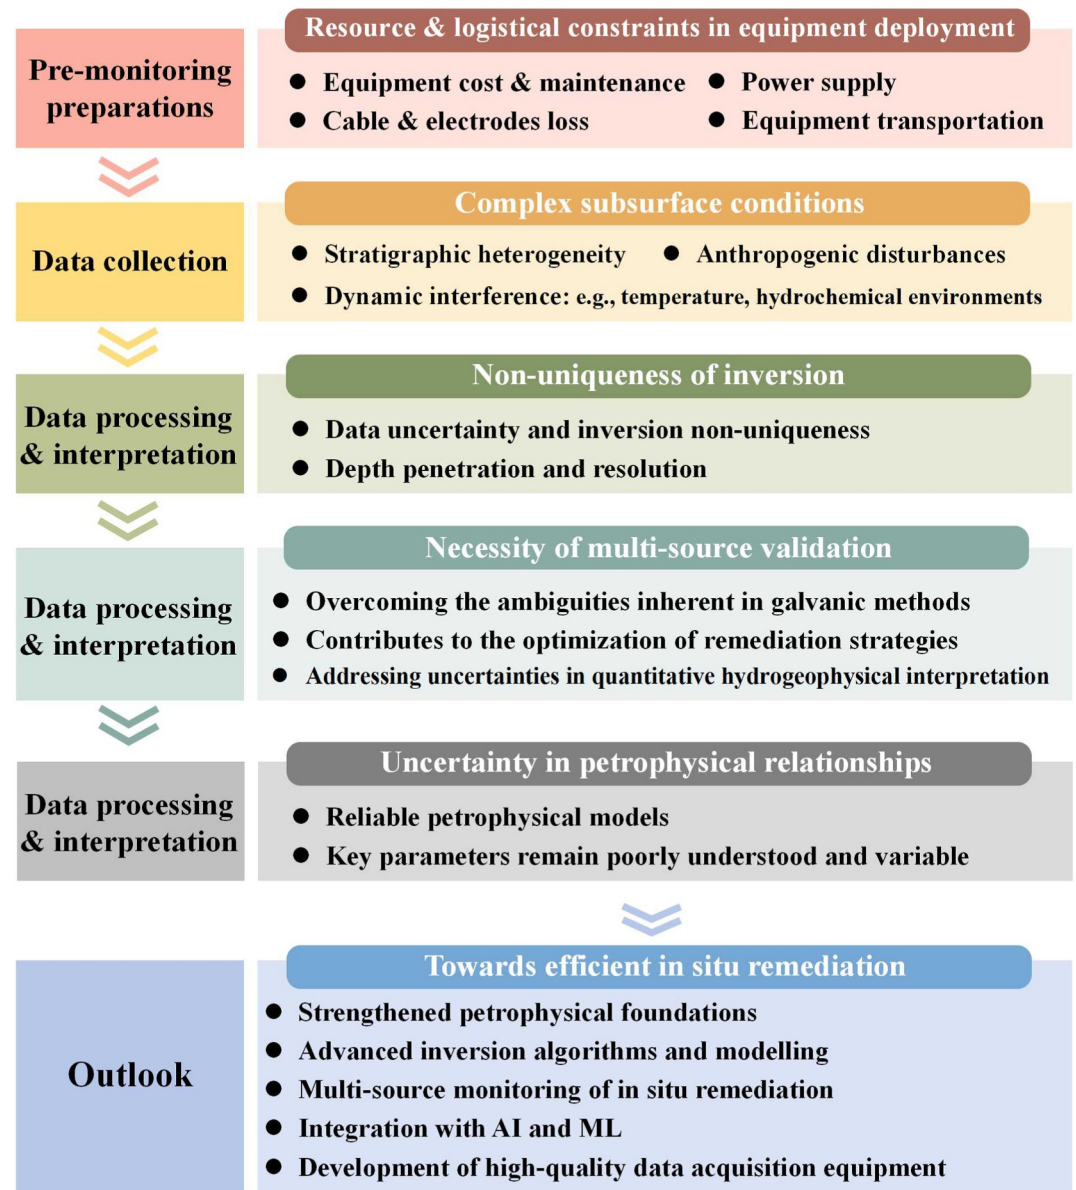 Resource & logistical constraints in equipment deployment
Pre-monitoring
preparations
● Equipment cost & maintenance ● Power supply
● Cable & electrodes loss ● Equipment transportation
Complex subsurface conditions
Data collection
● Stratigraphic heterogeneity ● Anthropogenic disturbances
● Dynamic interference: e.g., temperature, hydrochemical environments
Non-uniqueness of inversion
Data processing
& interpretation
● Data uncertainty and inversion non-uniqueness
● Depth penetration and resolution
Necessity of multi-source validation
Data processing
& interpretation
● Overcoming the ambiguities inherent in galvanic methods
● Contributes to the optimization of remediation strategies
● Addressing uncertainties in quantitative hydrogeophysical interpretation
Uncertainty in petrophysical relationships
Data processing
& interpretation
● Reliable petrophysical models
● Key parameters remain poorly understood and variable
Towards efficient in situ remediation
Outlook
● Strengthened petrophysical foundations
● Advanced inversion algorithms and modelling
● Multi-source monitoring of in situ remediation
● Integration with AI and ML
● Development of high-quality data acquisition equipment